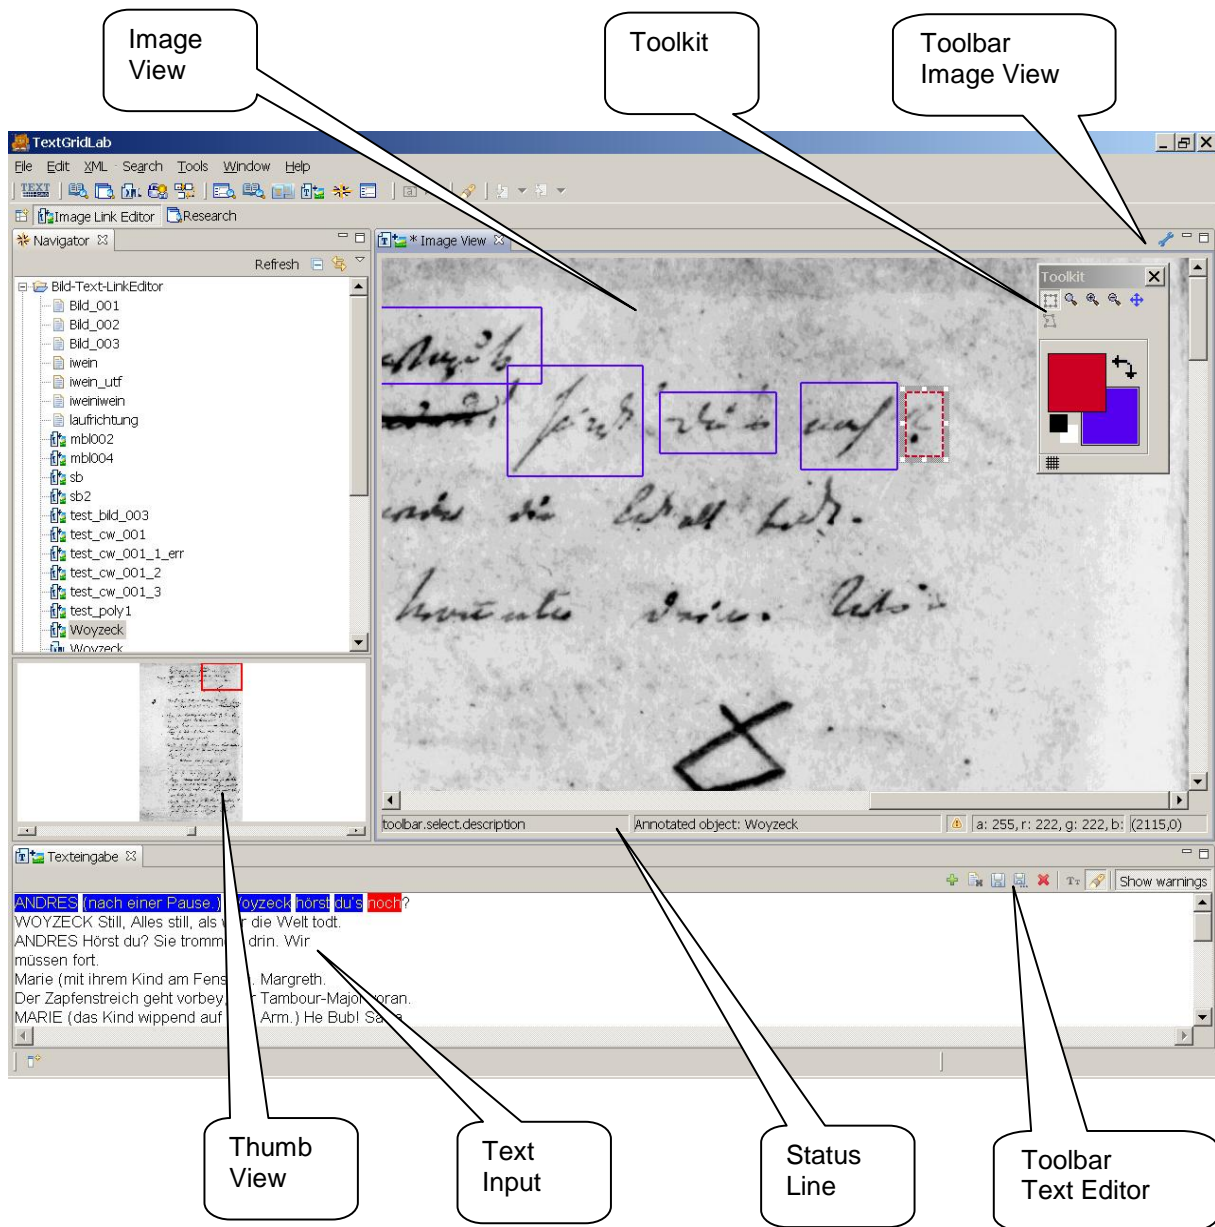 Image
View
Toolkit
Toolbar
Image View
TextGridLab
File Edit XML Search Tools Window Help
TEXT
Image Link Editor Research
Navigator
* Image View
Refresh
Toolkit
Bild-Text-LinkEditor
Bild_001
Bild_002
Bild_003
iwein
iwein_utf
iweiniwein
laufrichtung
mbl002
mbl004
sb
sb2
test_bild_003
test_cw_001
test_cw_001_1_err
test_cw_001_2
test_cw_001_3
test_poly1
Woyzeck
Woyzeck
toolbar.select.description Annotated object: Woyzeck a: 255, r: 222, g: 222, b: (2115,0)
Texteingabe
Show warnings
ANDRES (nach einer Pause.) Woyzeck hörst du's noch?
WOYZECK Still, Alles still, als die Welt todt.
ANDRES Hörst du? Sie drin. Wir
müssen fort.
Marie (mit ihrem Kind am Margreth.
Der Zapfenstreich geht vorbey, Tambour-Major
MARIE (das Kind wippend auf Arm.) He Bub!
Thumb
View
Text
Input
Status
Line
Toolbar
Text Editor